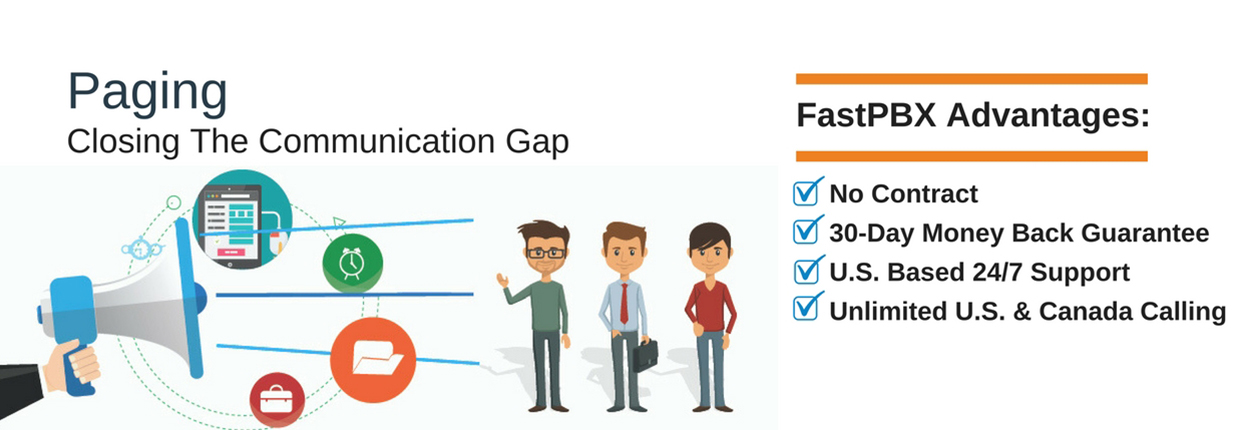 Paging
Closing The Communication Gap
FastPBX Advantages:
No Contract
30-Day Money Back Guarantee
U.S. Based 24/7 Support
Unlimited U.S. & Canada Calling